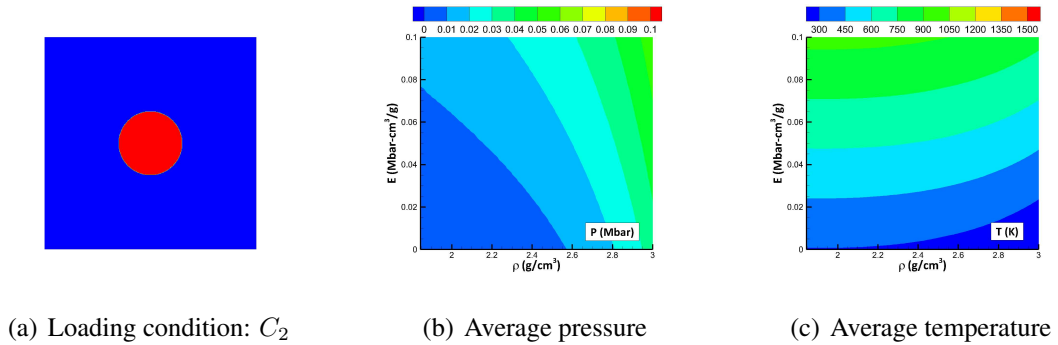 0 0.01 0.02 0.03 0.04 0.05 0.06 0.07 0.08 0.09 0.1
300 450 600 750 900 1050 1200 1350 1500
0.1
0.08
0.06
0.04
0.02
0
E (Mbar-cm³/g)
P (Mbar)
2 2.2 2.4 2.6 2.8 3
ρ (g/cm³)
0.1
0.08
0.06
0.04
0.02
0
E (Mbar-cm³/g)
T (K)
2 2.2 2.4 2.6 2.8 3
ρ (g/cm³)
(a) Loading condition: C₂
(b) Average pressure
(c) Average temperature